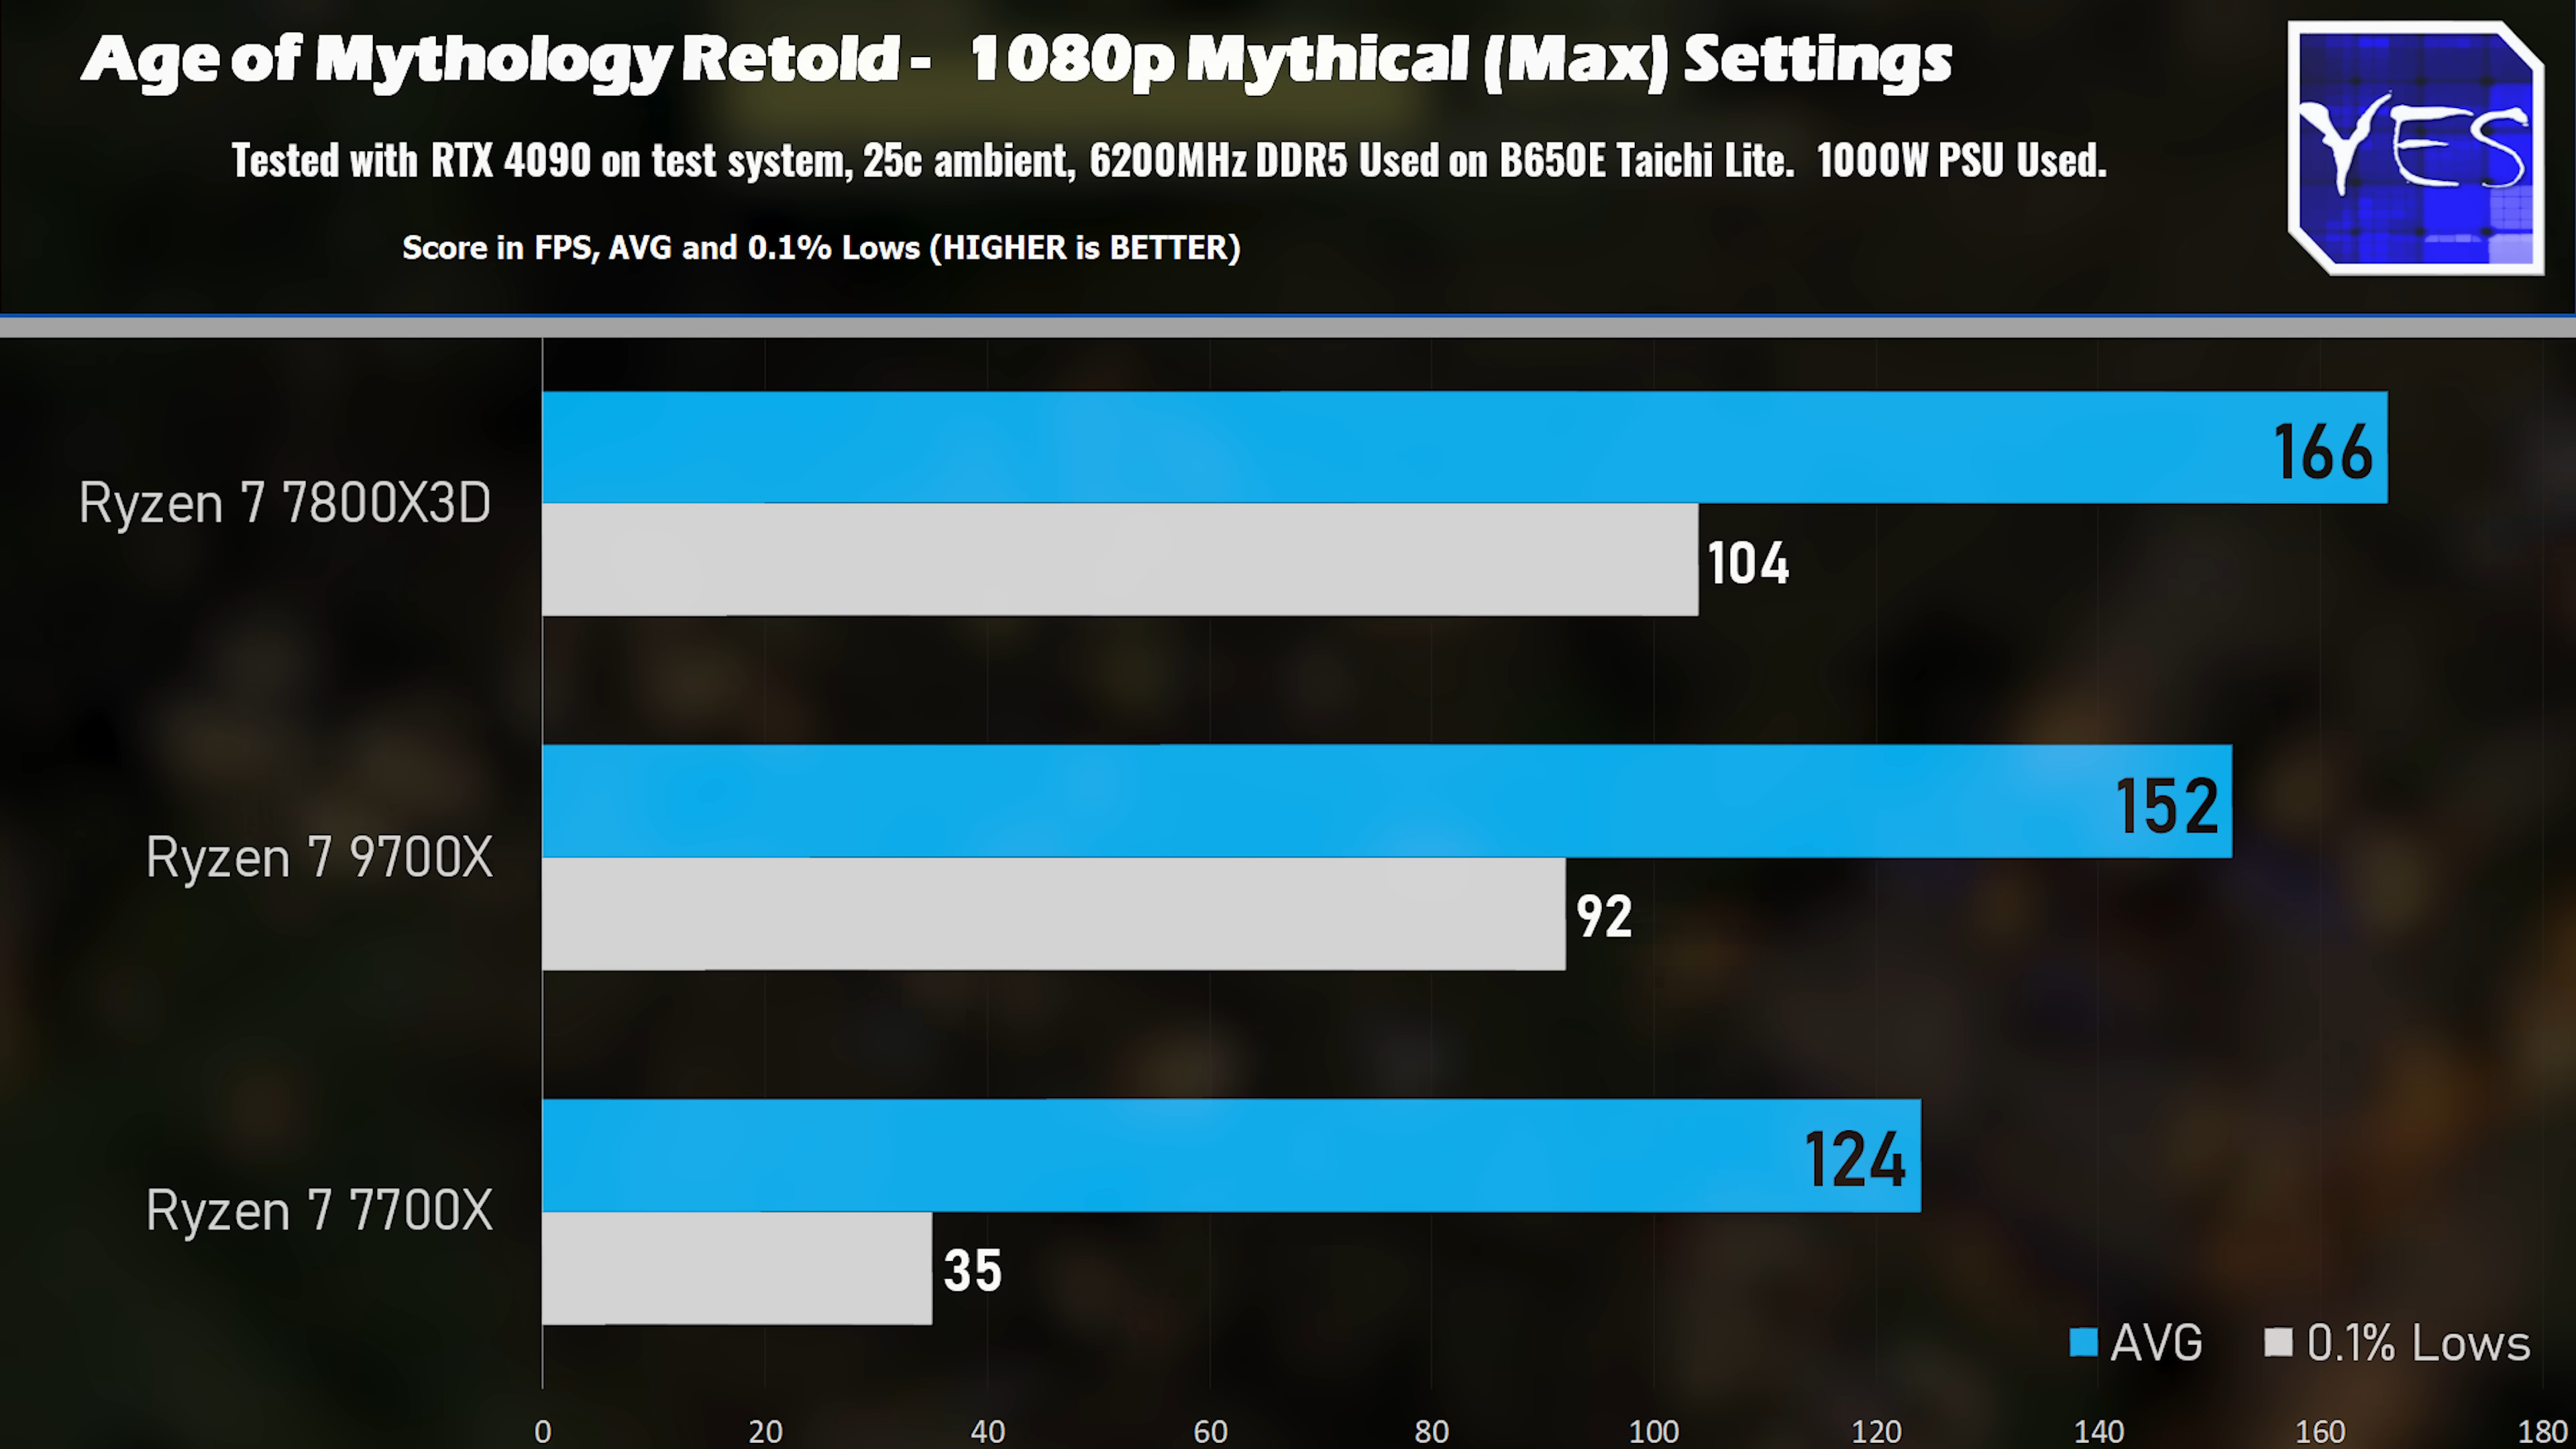 Age of Mythology Retold - 1080p Mythical (Max) Settings
Tested with RTX 4090 on test system, 25c ambient, 6200MHz DDR5 Used on B650E Taichi Lite. 1000W PSU Used.
Score in FPS, AVG and 0.1% Lows (HIGHER is BETTER)
YES
Ryzen 7 7800X3D
166
104
Ryzen 7 9700X
152
92
Ryzen 7 7700X
124
35
AVG 0.1% Lows
0 20 40 60 80 100 120 140 160 180